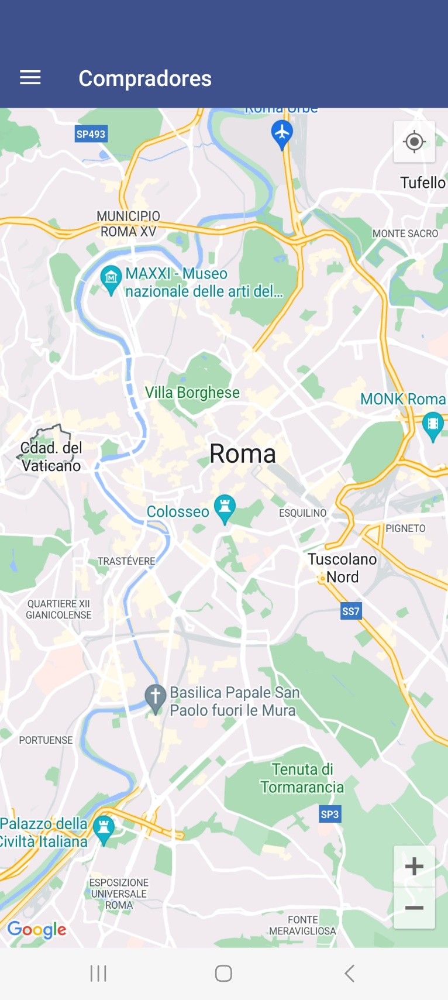 Compradores
Roma Urbe
SP493
Tufello
MUNICIPIO
ROMA XV
MONTE SACRO
MAXXI - Museo
nazionale delle arti del...
Villa Borghese
MONK Roma
Cdad. del
Vaticano
Roma
Colosseo
ESQUILINO
PIGNETO
TRASTÉVERE
Tuscolano
Nord
QUARTIERE XII
GIANICOLENSE
SS7
Basilica Papale San
Paolo fuori le Mura
PORTUENSE
Tenuta di
Tormarancia
SP3
Palazzo della
Civiltà Italiana
ESPOSIZIONE
UNIVERSALE
ROMA
FONTE
MERAVIGLIOSA
Google